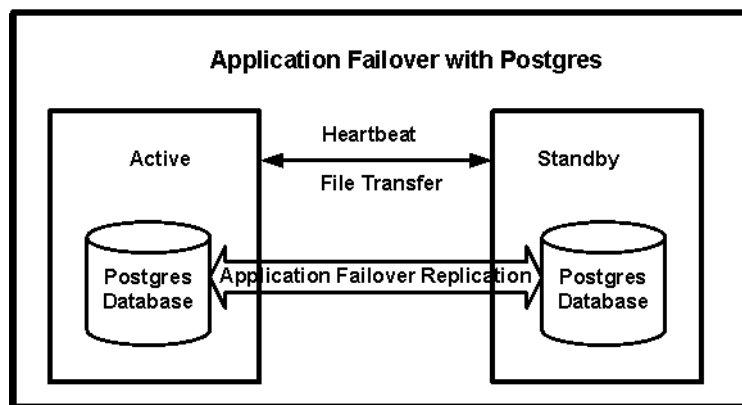 Application Failover with Postgres
Active
Heartbeat
File Transfer
Standby
Postgres
Database
Application Failover Replication
Postgres
Database